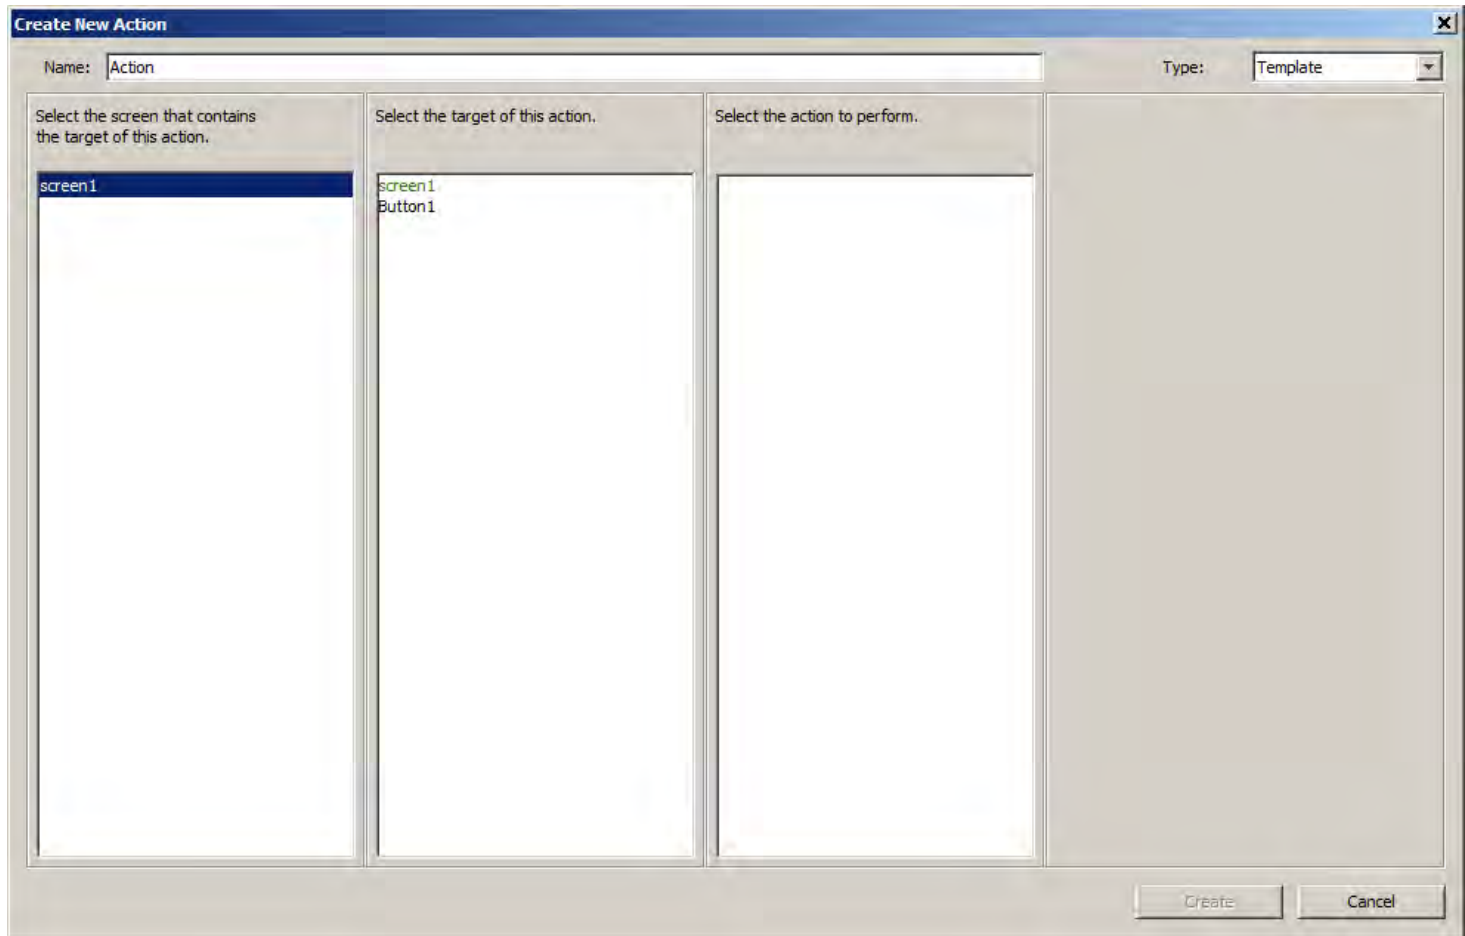 Create New Action
Name: Action Type: Template
Select the screen that contains
the target of this action.
Select the target of this action.
Select the action to perform.
screen1
screen1
Button1
Create Cancel